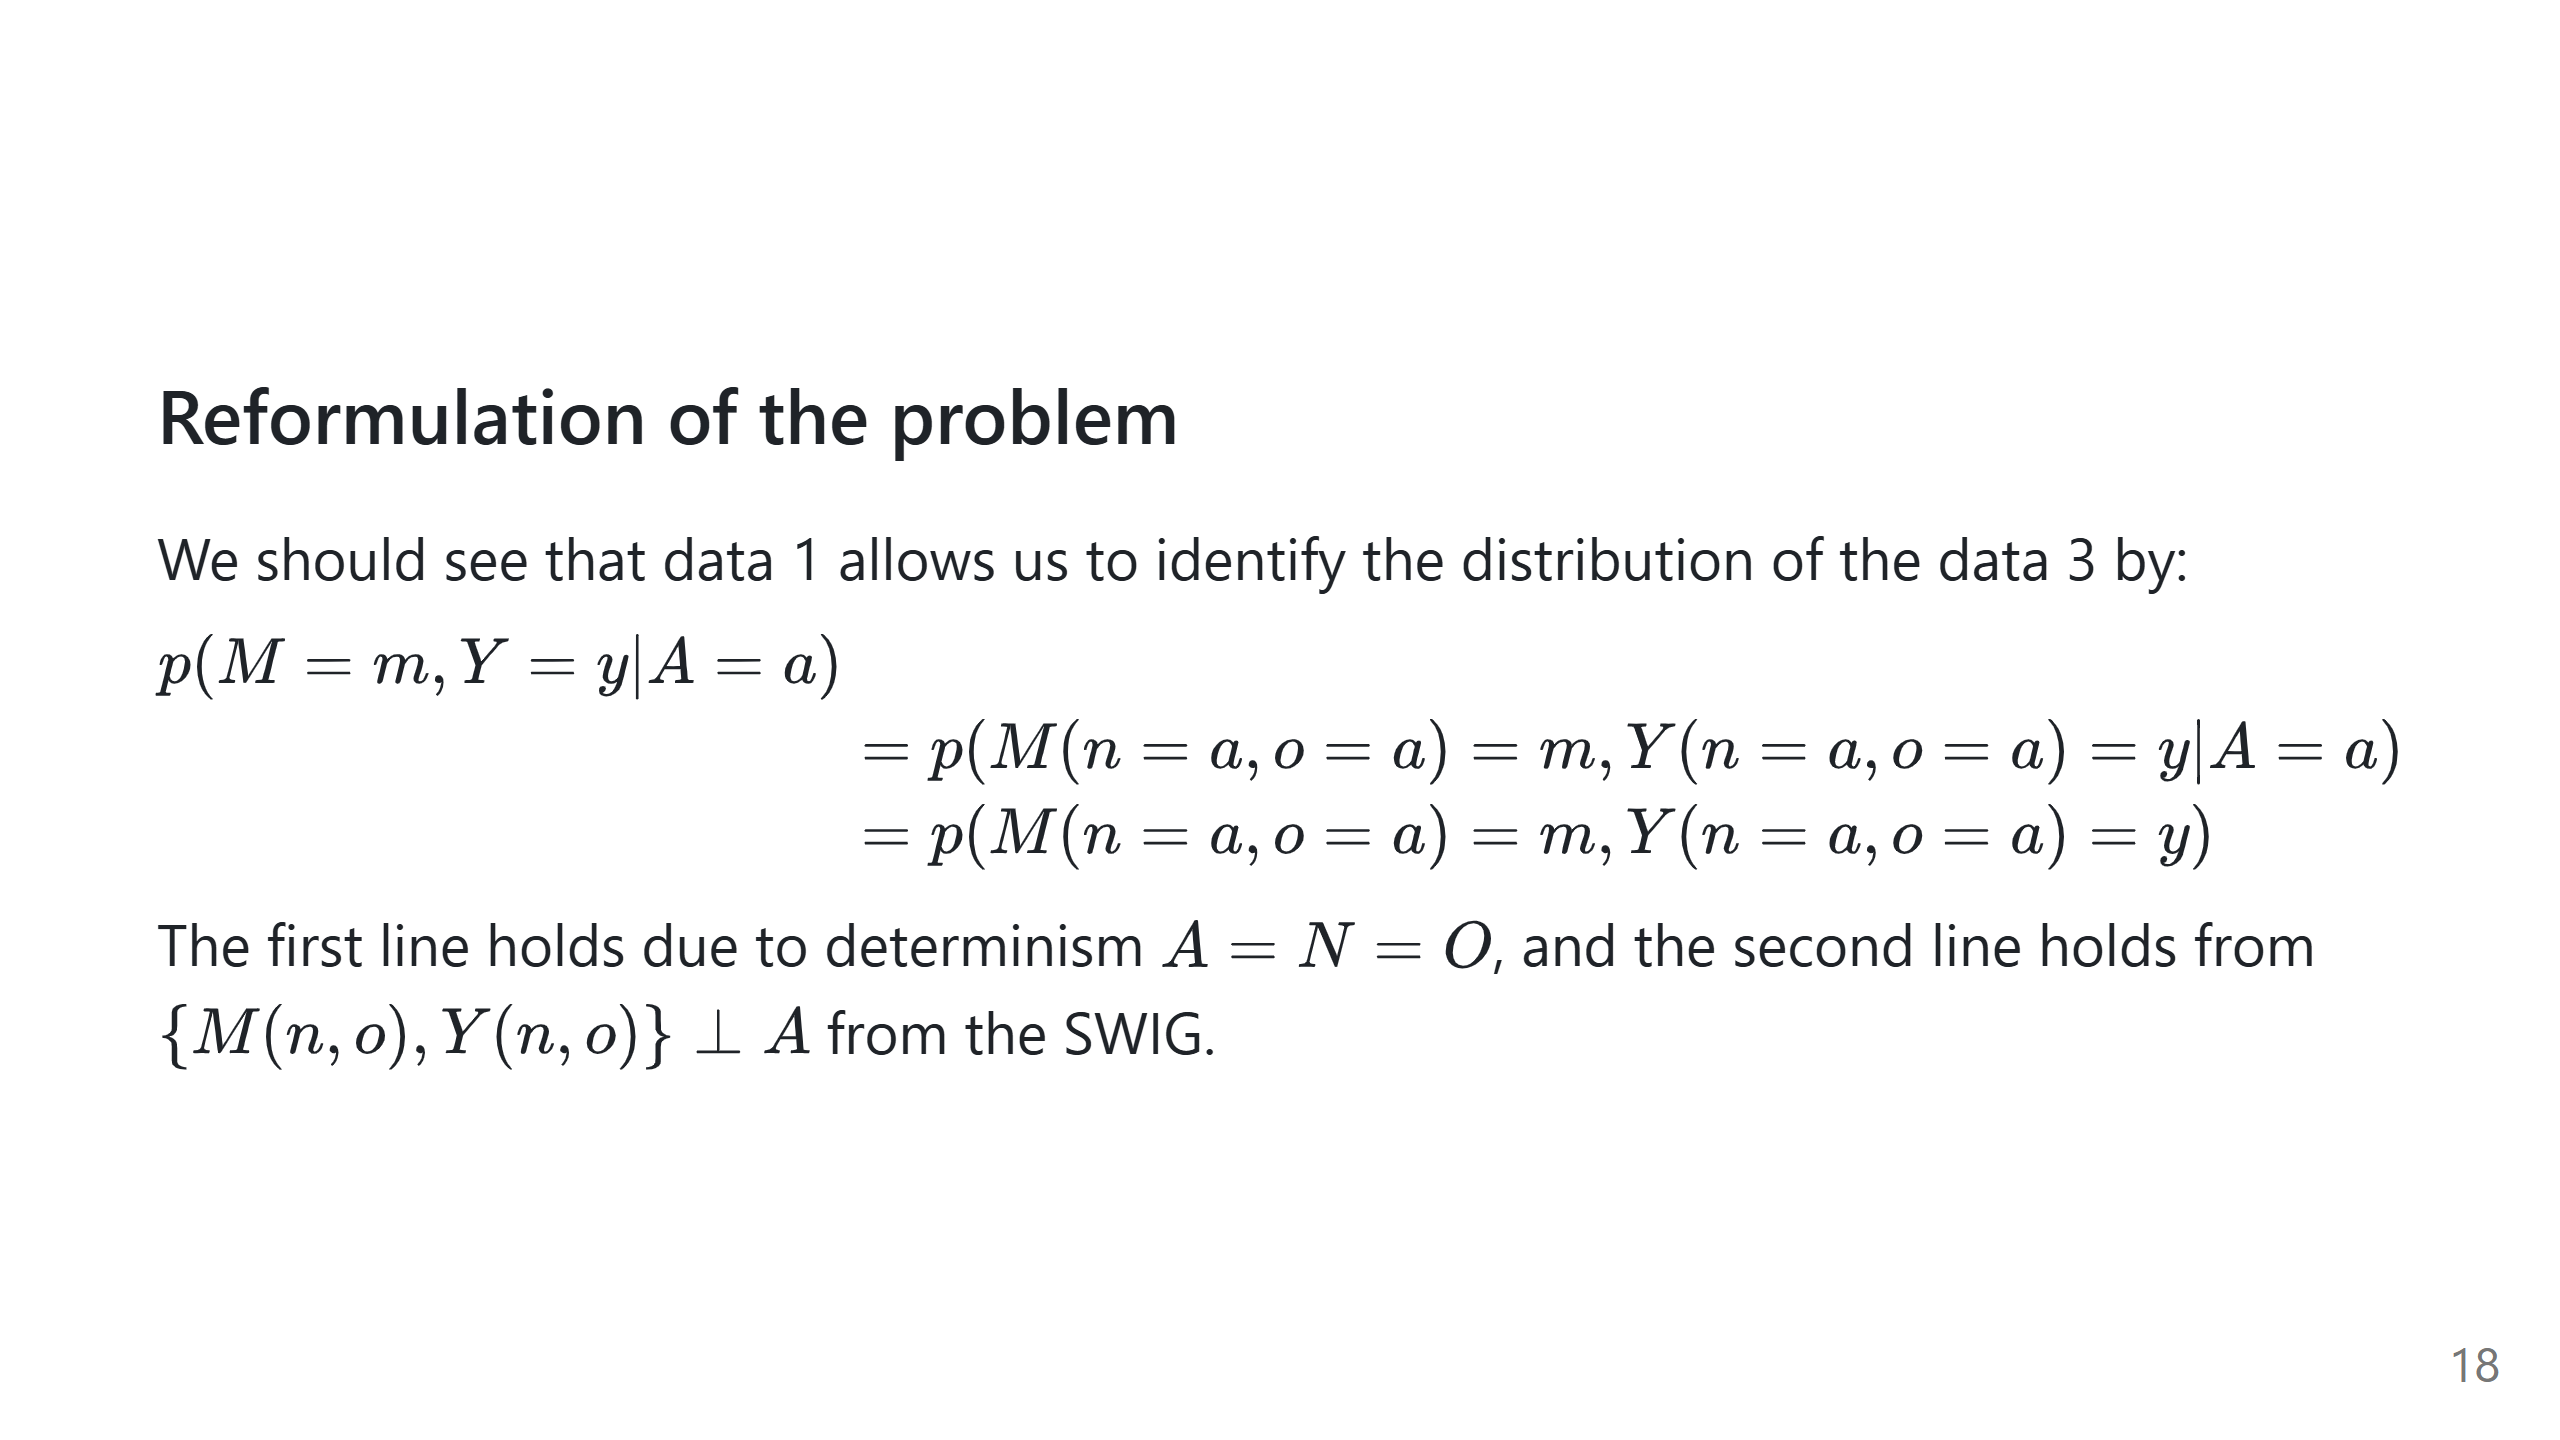 Reformulation of the problem
We should see that data 1 allows us to identify the distribution of the data 3 by:
p(M = m, Y = y|A = a)
= p(M(n = a, o = a) = m, Y(n = a, o = a) = y|A = a)
= p(M(n = a, o = a) = m, Y(n = a, o = a) = y)
The first line holds due to determinism A = N = O, and the second line holds from
{M(n, o), Y(n, o)} ⊥ A from the SWIG.
18